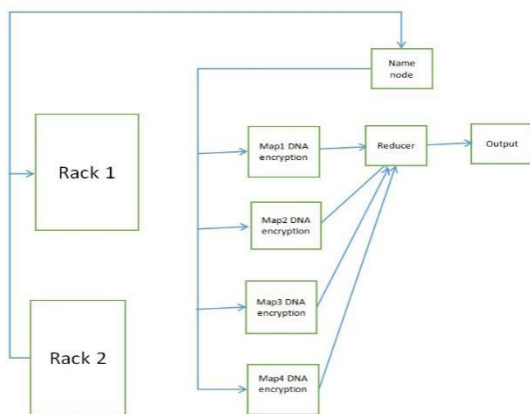 Name
node
Rack 1
Map1 DNA
encryption
Reducer
Output
Map2 DNA
encryption
Map3 DNA
encryption
Rack 2
Map4 DNA
encryption